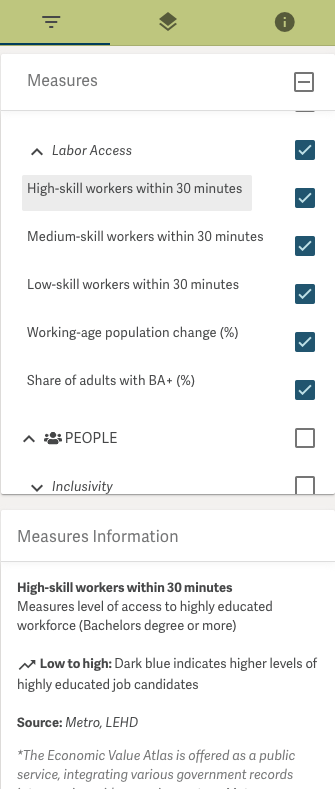 Measures
Labor Access
High-skill workers within 30 minutes
Medium-skill workers within 30 minutes
Low-skill workers within 30 minutes
Working-age population change (%)
Share of adults with BA+ (%)
PEOPLE
Inclusivity
Measures Information
High-skill workers within 30 minutes
Measures level of access to highly educated
workforce (Bachelors degree or more)
Low to high: Dark blue indicates higher levels of
highly educated job candidates
Source: Metro, LEHD
*The Economic Value Atlas is offered as a public
service, integrating various government records